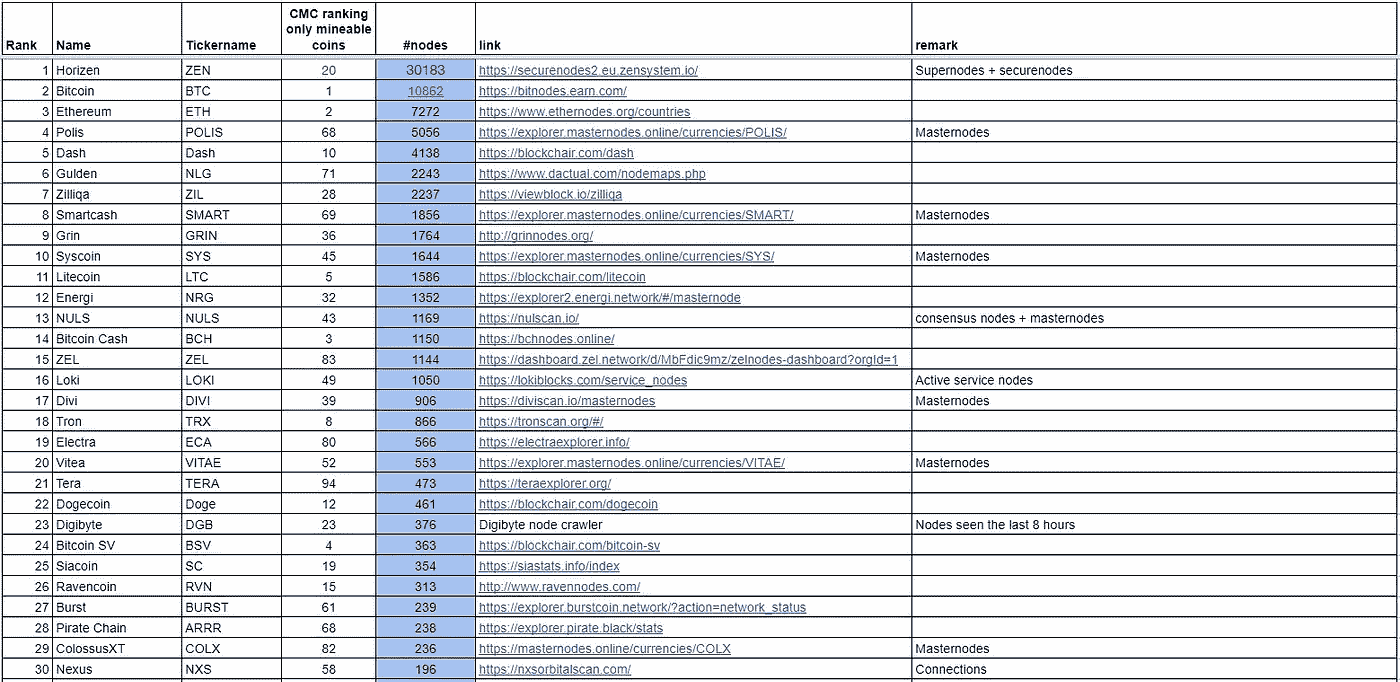 CMC ranking
only mineable
Rank Name Tickername coins #nodes link remark
1 Horizen ZEN 20 30183 https://securenodes2.eu.zensystem.io/ Supernodes + securenodes
2 Bitcoin BTC 1 10862 https://bitnodes.earn.com/
3 Ethereum ETH 2 7272 https://www.ethernodes.org/countries
4 Polis POLIS 68 5056 https://explorer.masternodes.online/currencies/POLIS/ Masternodes
5 Dash Dash 10 4138 https://blockchair.com/dash
6 Gulden NLG 71 2243 https://www.dactual.com/nodemaps.php
7 Zilliqa ZIL 28 2237 https://viewblock.io/zilliqa
8 Smartcash SMART 69 1856 https://explorer.masternodes.online/currencies/SMART/ Masternodes
9 Grin GRIN 36 1764 http://grinnodes.org/
10 Syscoin SYS 45 1644 https://explorer.masternodes.online/currencies/SYS/ Masternodes
11 Litecoin LTC 5 1586 https://blockchair.com/litecoin
12 Energi NRG 32 1352 https://explorer2.energi.network/#/masternode
13 NULS NULS 43 1169 https://nulscan.io/ consensus nodes + masternodes
14 Bitcoin Cash BCH 3 1150 https://bchnodes.online/
15 ZEL ZEL 83 1144 https://dashboard.zel.network/d/MbFdic9mz/zelnodes-dashboard?orgId=1
16 Loki LOKI 49 1050 https://lokiblocks.com/service_nodes Active service nodes
17 Divi DIVI 39 906 https://diviscan.io/masternodes Masternodes
18 Tron TRX 8 866 https://tronscan.org/#/
19 Electra ECA 80 566 https://electraexplorer.info/
20 Vitea VITAE 52 553 https://explorer.masternodes.online/currencies/VITAE/ Masternodes
21 Tera TERA 94 473 https://teraexplorer.org/
22 Dogecoin Doge 12 461 https://blockchair.com/dogecoin
23 Digibyte DGB 23 376 Digibyte node crawler Nodes seen the last 8 hours
24 Bitcoin SV BSV 4 363 https://blockchair.com/bitcoin-sv
25 Siacoin SC 19 354 https://siastats.info/index
26 Ravencoin RVN 15 313 http://www.ravennodes.com/
27 Burst BURST 61 239 https://explorer.burstcoin.network/?action=network_status
28 Pirate Chain ARRR 68 238 https://explorer.pirate.black/stats
29 ColossusXT COLX 82 236 https://masternodes.online/currencies/COLX Masternodes
30 Nexus NXS 58 196 https://nxsorbitalscan.com/ Connections